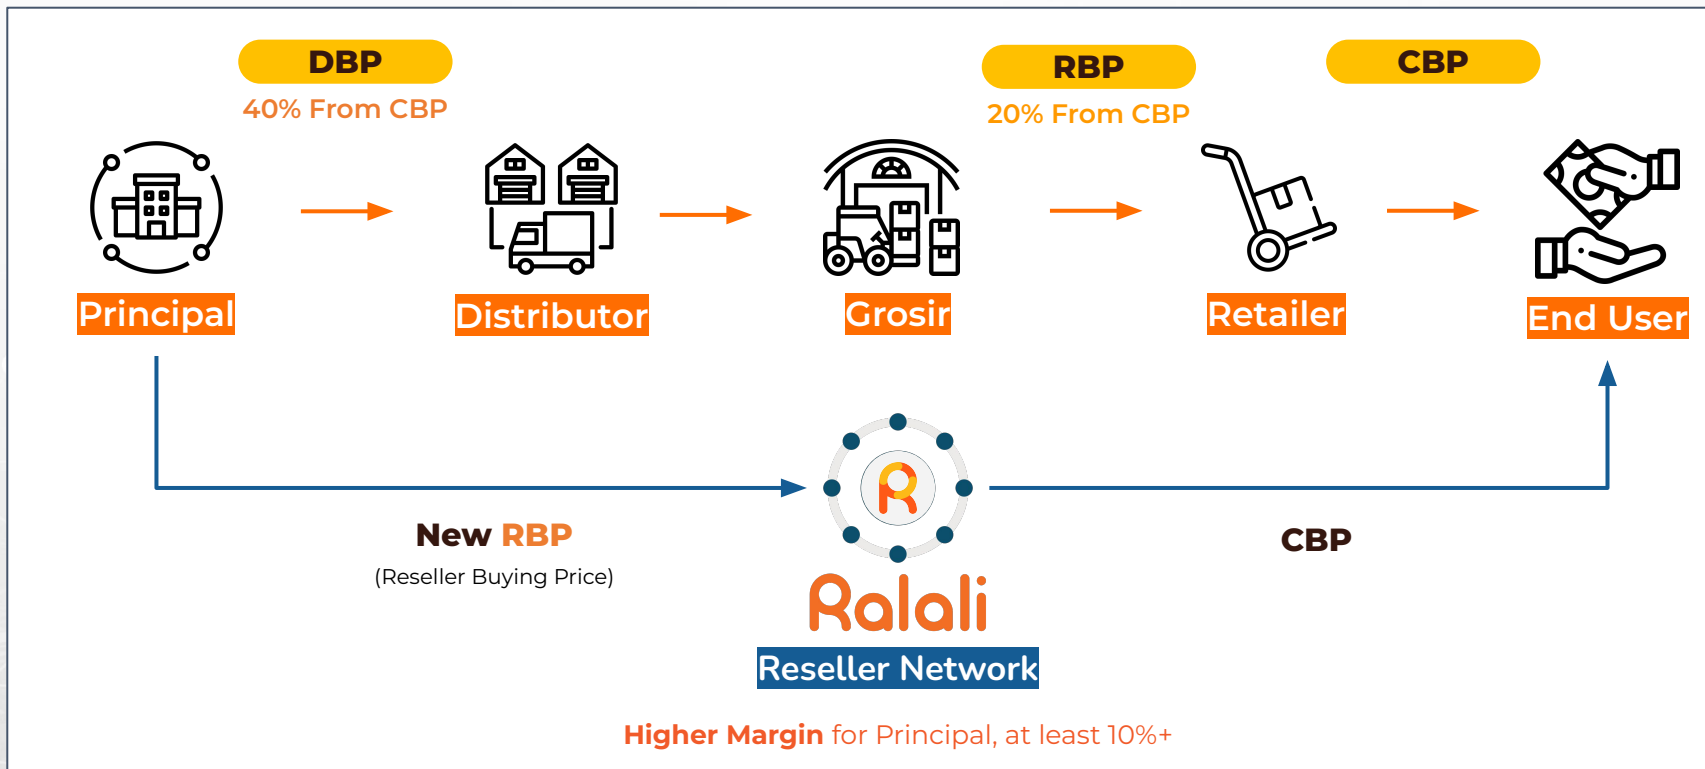 DBP
40% From CBP
RBP
20% From CBP
CBP
Principal
Distributor
Grosir
Retailer
End User
New RBP
(Reseller Buying Price)
CBP
R
Ralali
Reseller Network
Higher Margin for Principal, at least 10%+